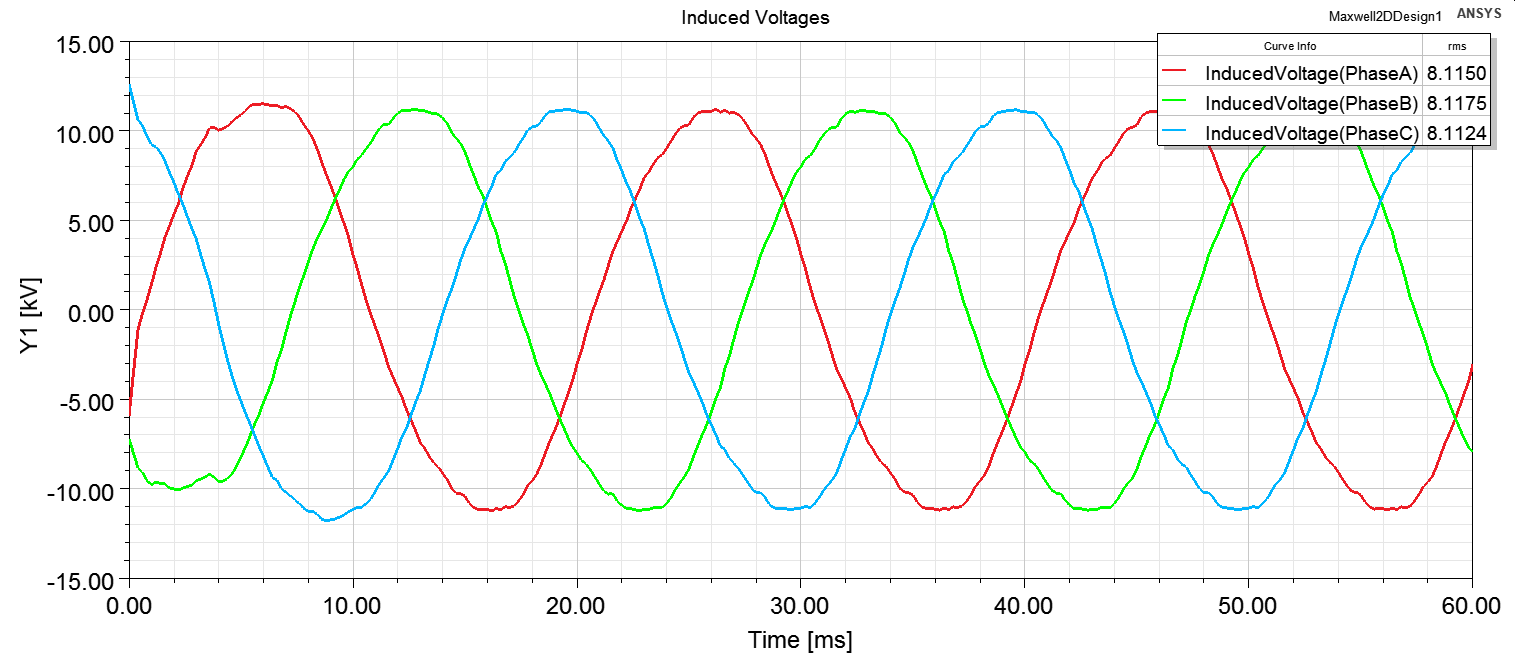 Induced Voltages
Maxwell2DDesign1 ANSYS
Curve Info rms
InducedVoltage(PhaseA) 8.1150
InducedVoltage(PhaseB) 8.1175
InducedVoltage(PhaseC) 8.1124
15.00
10.00
5.00
0.00
-5.00
-10.00
-15.00
Y1 [kV]
0.00 10.00 20.00 30.00 40.00 50.00 60.00
Time [ms]